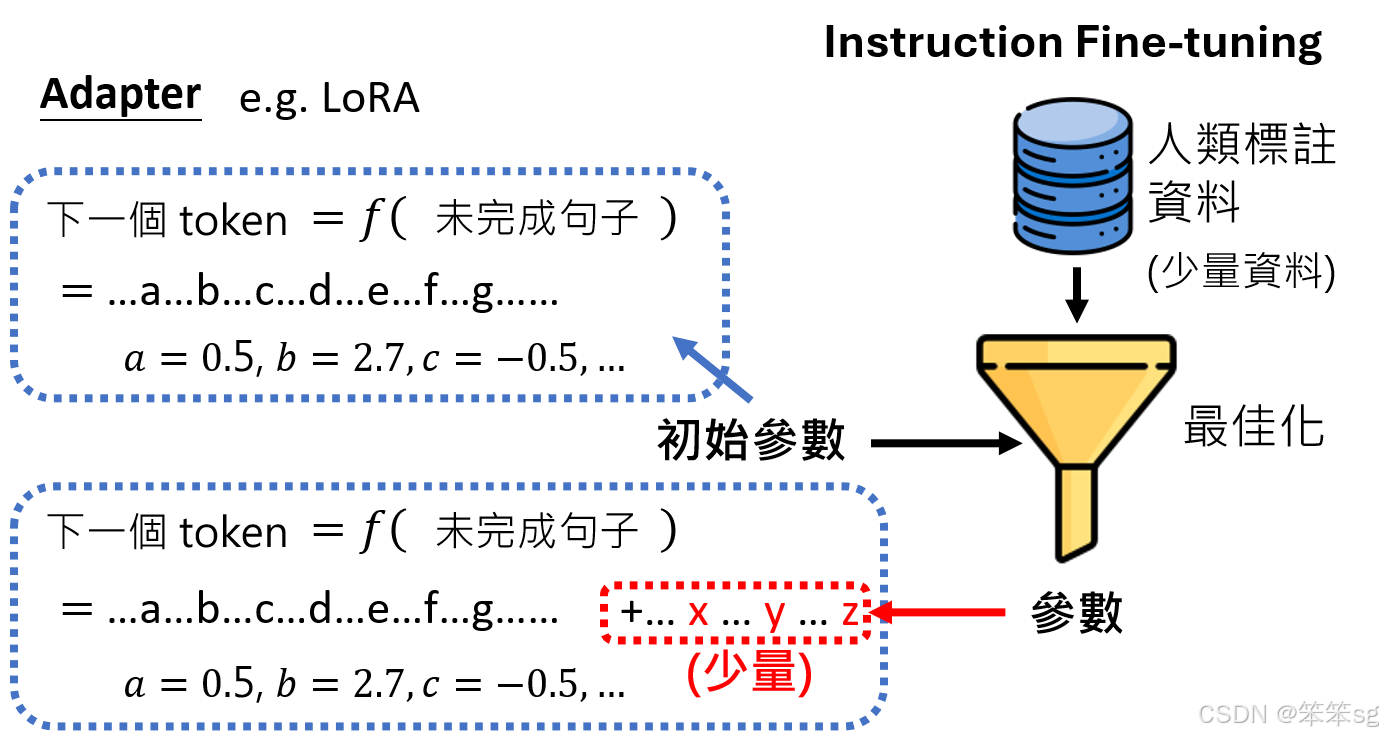 Instruction Fine-tuning
Adapter e.g. LoRA
下一個 token = f( 未完成句子 )
= …a…b…c…d…e…f…g……
a = 0.5, b = 2.7, c = −0.5, …
人類標註
資料
(少量資料)
初始參數
最佳化
下一個 token = f( 未完成句子 )
= …a…b…c…d…e…f…g…… +… x … y … z
(少量)
a = 0.5, b = 2.7, c = −0.5, …
參數
CSDN @笨笨sg